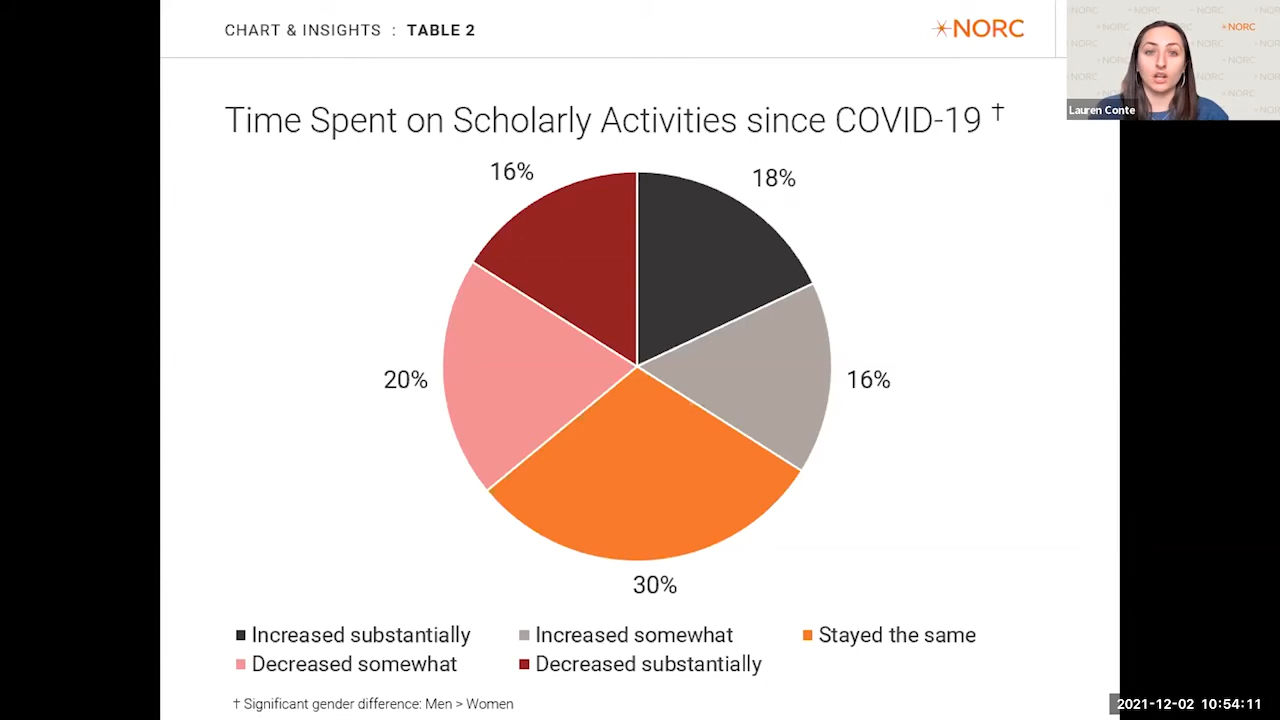 CHART & INSIGHTS : TABLE 2
NORC
NORC
Lauren Conte
Time Spent on Scholarly Activities since COVID-19 †
16%
18%
20%
16%
30%
Increased substantially
Increased somewhat
Stayed the same
Decreased somewhat
Decreased substantially
† Significant gender difference: Men > Women
2021-12-02 10:54:11